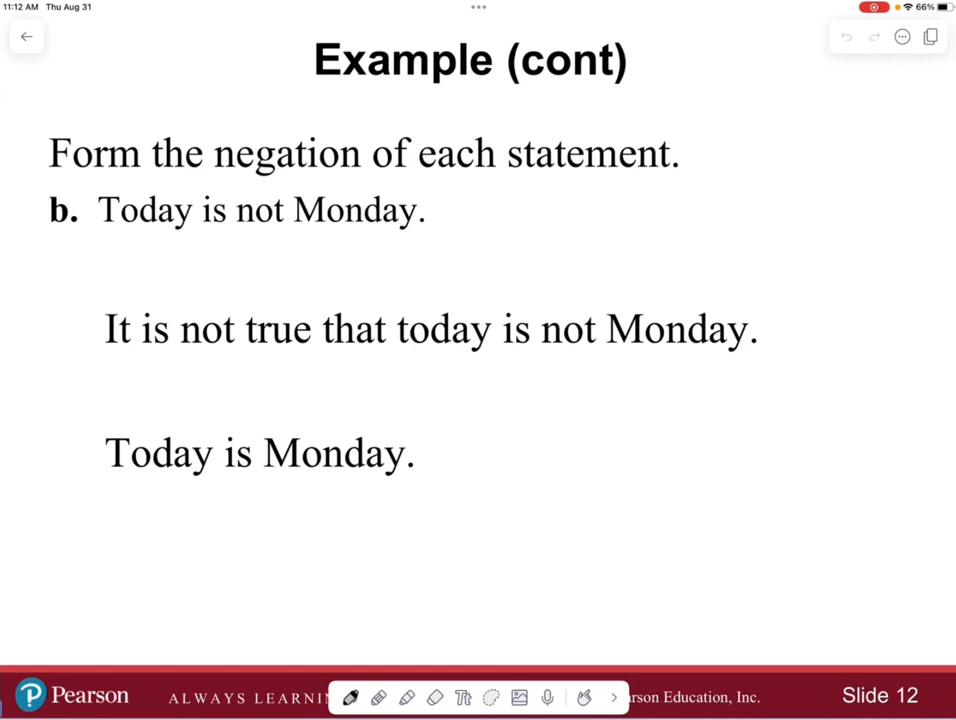 11:12 AM Thu Aug 31
66%
Example (cont)
Form the negation of each statement.
b. Today is not Monday.
It is not true that today is not Monday.
Today is Monday.
Pearson ALWAYS LEARNIN Tt rson Education, Inc. Slide 12